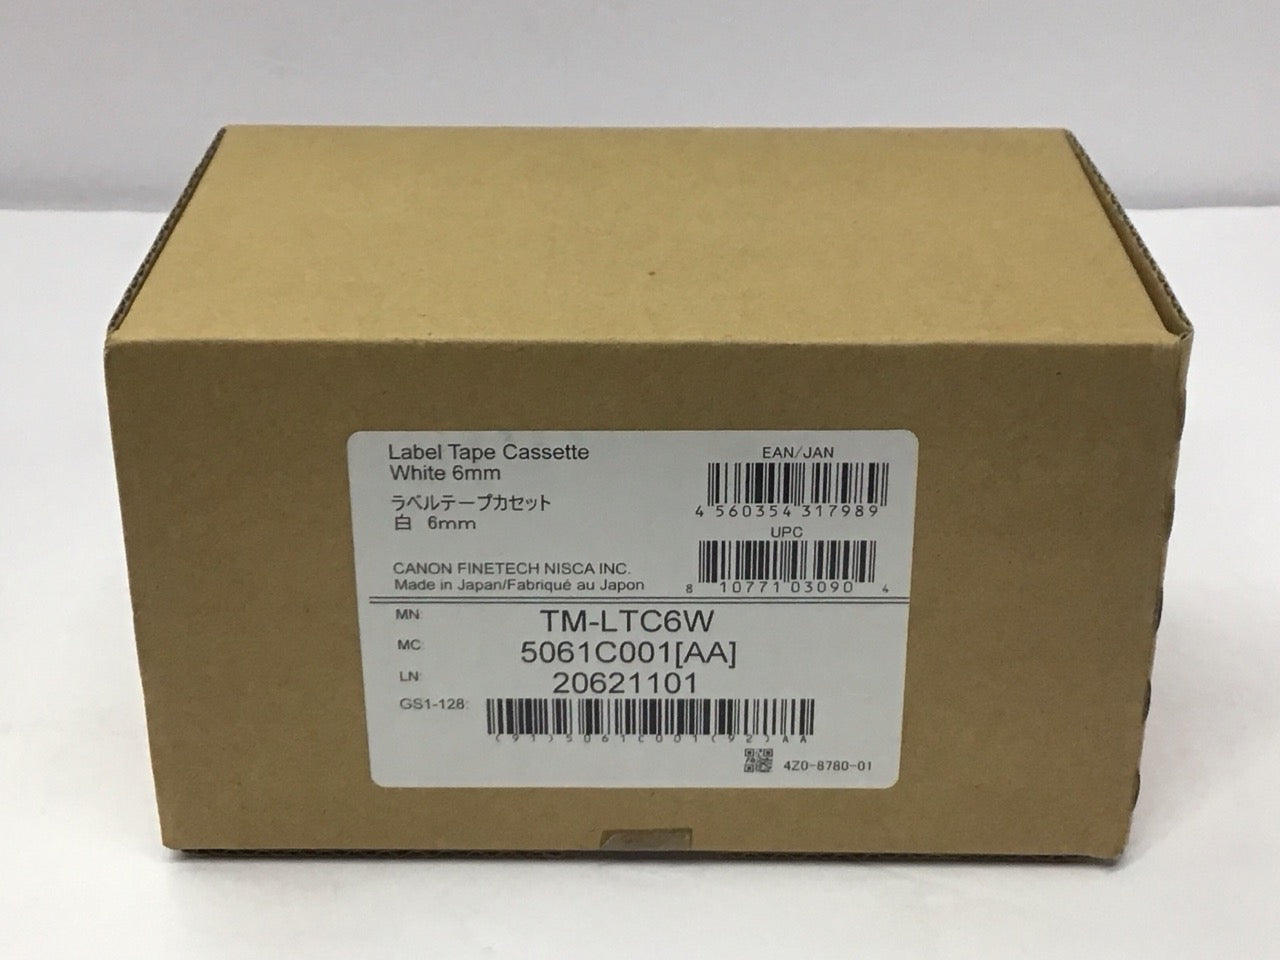 Label Tape Cassette
White 6mm
ラベルテープカセット
白 6mm
CANON FINETECH NISCA INC.
Made in Japan/Fabriqué au Japon
EAN/JAN
4 560354 317989
UPC
8 10771 03090 4
MN: TM-LTC6W
MC: 5061C001[AA]
LN: 20621101
GS1-128:
(91)5061C001(92)AA
4Z0-8780-01